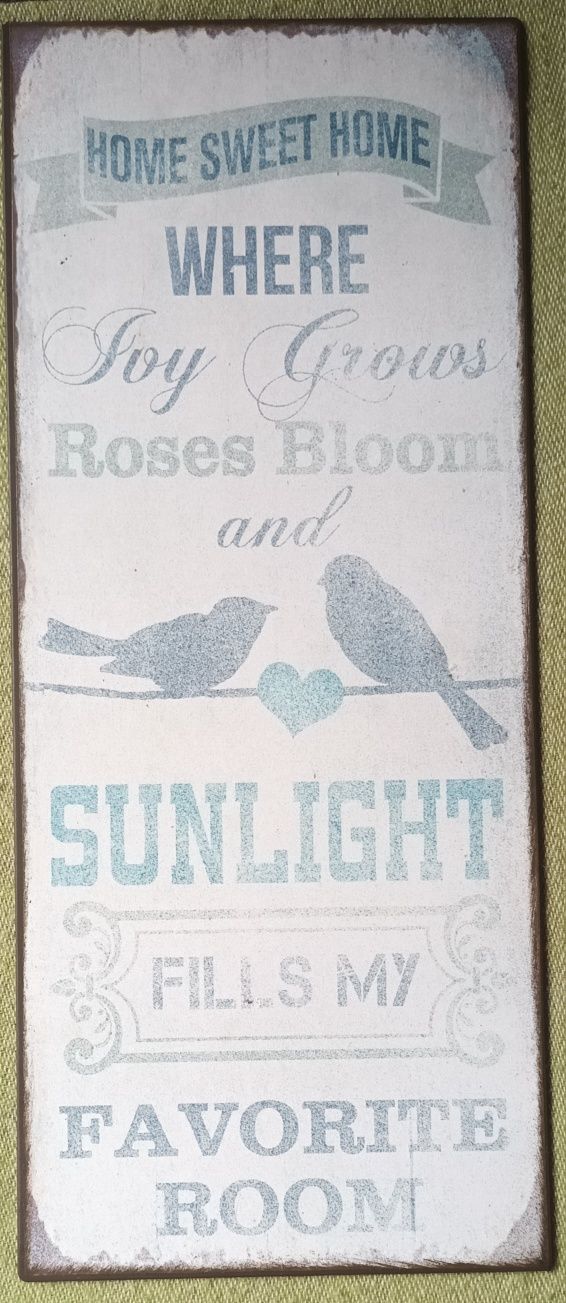 HOME SWEET HOME
WHERE
Ivy Grows
Roses Bloom
and
SUNLIGHT
FILLS MY
FAVORITE
ROOM